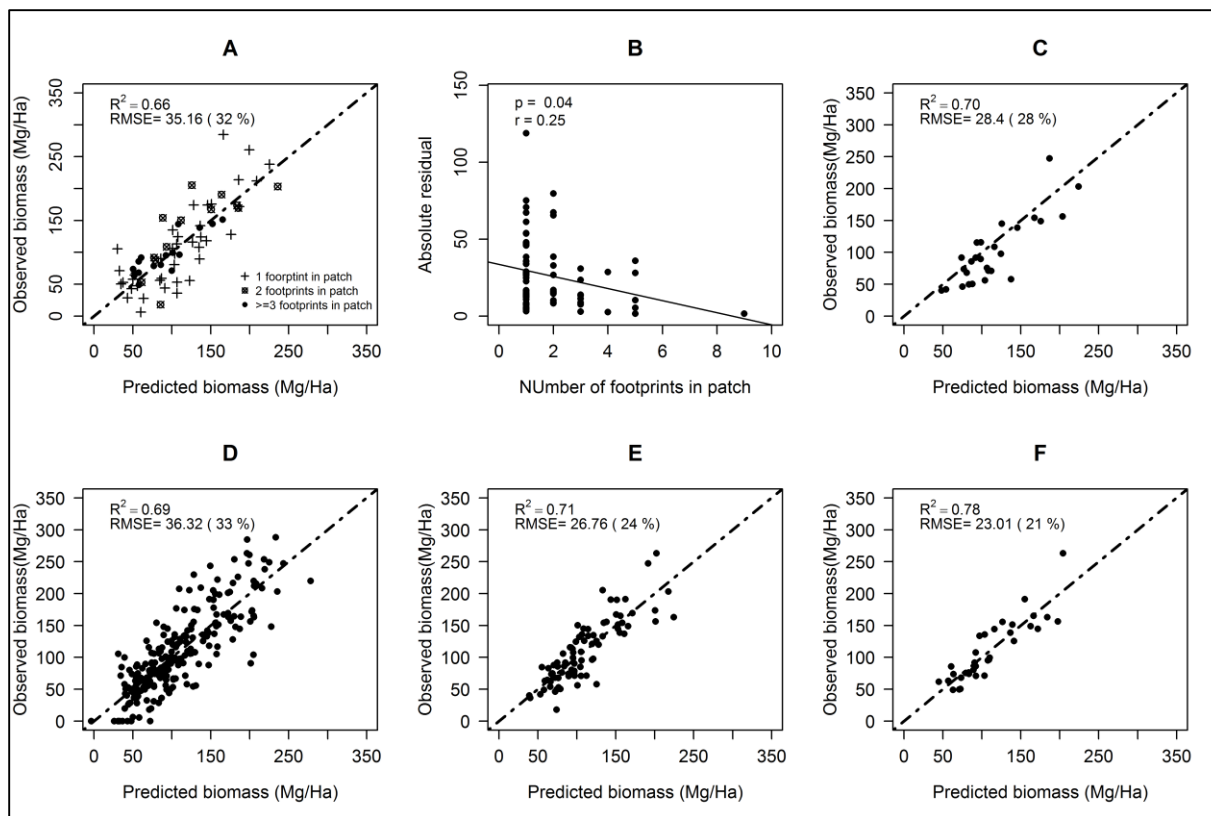 A
Observed biomass (Mg/Ha)
350
250
150
50
0
R² = 0.66
RMSE= 35.16 ( 32 %)
1 foorptint in patch
2 footprints in patch
>=3 footprints in patch
0 50 150 250 350
Predicted biomass (Mg/Ha)
B
Absolute residual
150
100
50
0
p = 0.04
r = 0.25
0 2 4 6 8 10
NUmber of footprints in patch
C
Observed biomass(Mg/Ha)
350
300
250
200
150
100
50
0
R² = 0.70
RMSE= 28.4 ( 28 %)
0 50 150 250 350
Predicted biomass (Mg/Ha)
D
Observed biomass(Mg/Ha)
350
300
250
200
150
100
50
0
R² = 0.69
RMSE= 36.32 ( 33 %)
0 50 150 250 350
Predicted biomass (Mg/Ha)
E
Observed biomass(Mg/Ha)
350
300
250
200
150
100
50
0
R² = 0.71
RMSE= 26.76 ( 24 %)
0 50 150 250 350
Predicted biomass (Mg/Ha)
F
Observed biomass(Mg/Ha)
350
300
250
200
150
100
50
0
R² = 0.78
RMSE= 23.01 ( 21 %)
0 50 150 250 350
Predicted biomass (Mg/Ha)